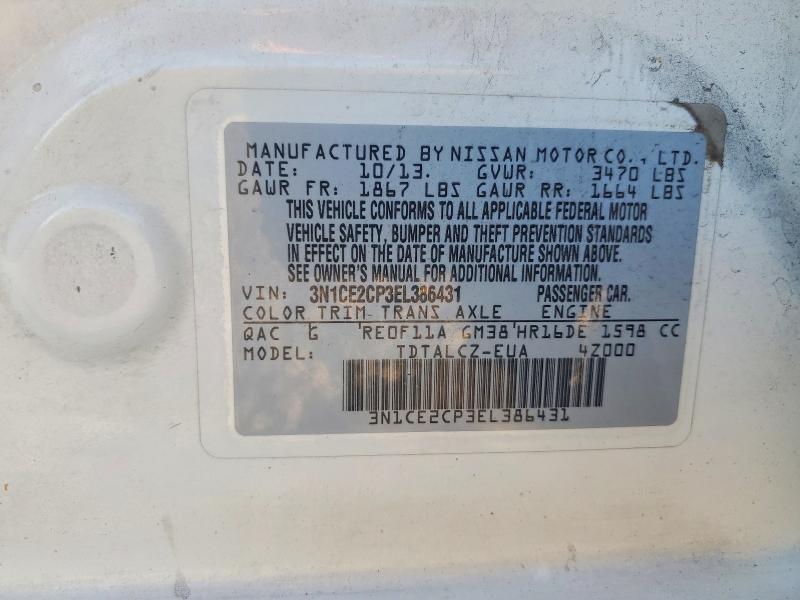 MANUFACTURED BY NISSAN MOTOR CO., LTD.
DATE: 10/13. GVWR: 3470 LBS
GAWR FR: 1867 LBS GAWR RR: 1664 LBS
THIS VEHICLE CONFORMS TO ALL APPLICABLE FEDERAL MOTOR
VEHICLE SAFETY, BUMPER AND THEFT PREVENTION STANDARDS
IN EFFECT ON THE DATE OF MANUFACTURE SHOWN ABOVE.
SEE OWNER'S MANUAL FOR ADDITIONAL INFORMATION.
VIN: 3N1CE2CP3EL386431 PASSENGER CAR.
COLOR TRIM TRANS AXLE ENGINE
QAC G RE0F11A GM38 HR16DE 1598 CC
MODEL: TDTALCZ-EUA 4Z000
3N1CE2CP3EL386431